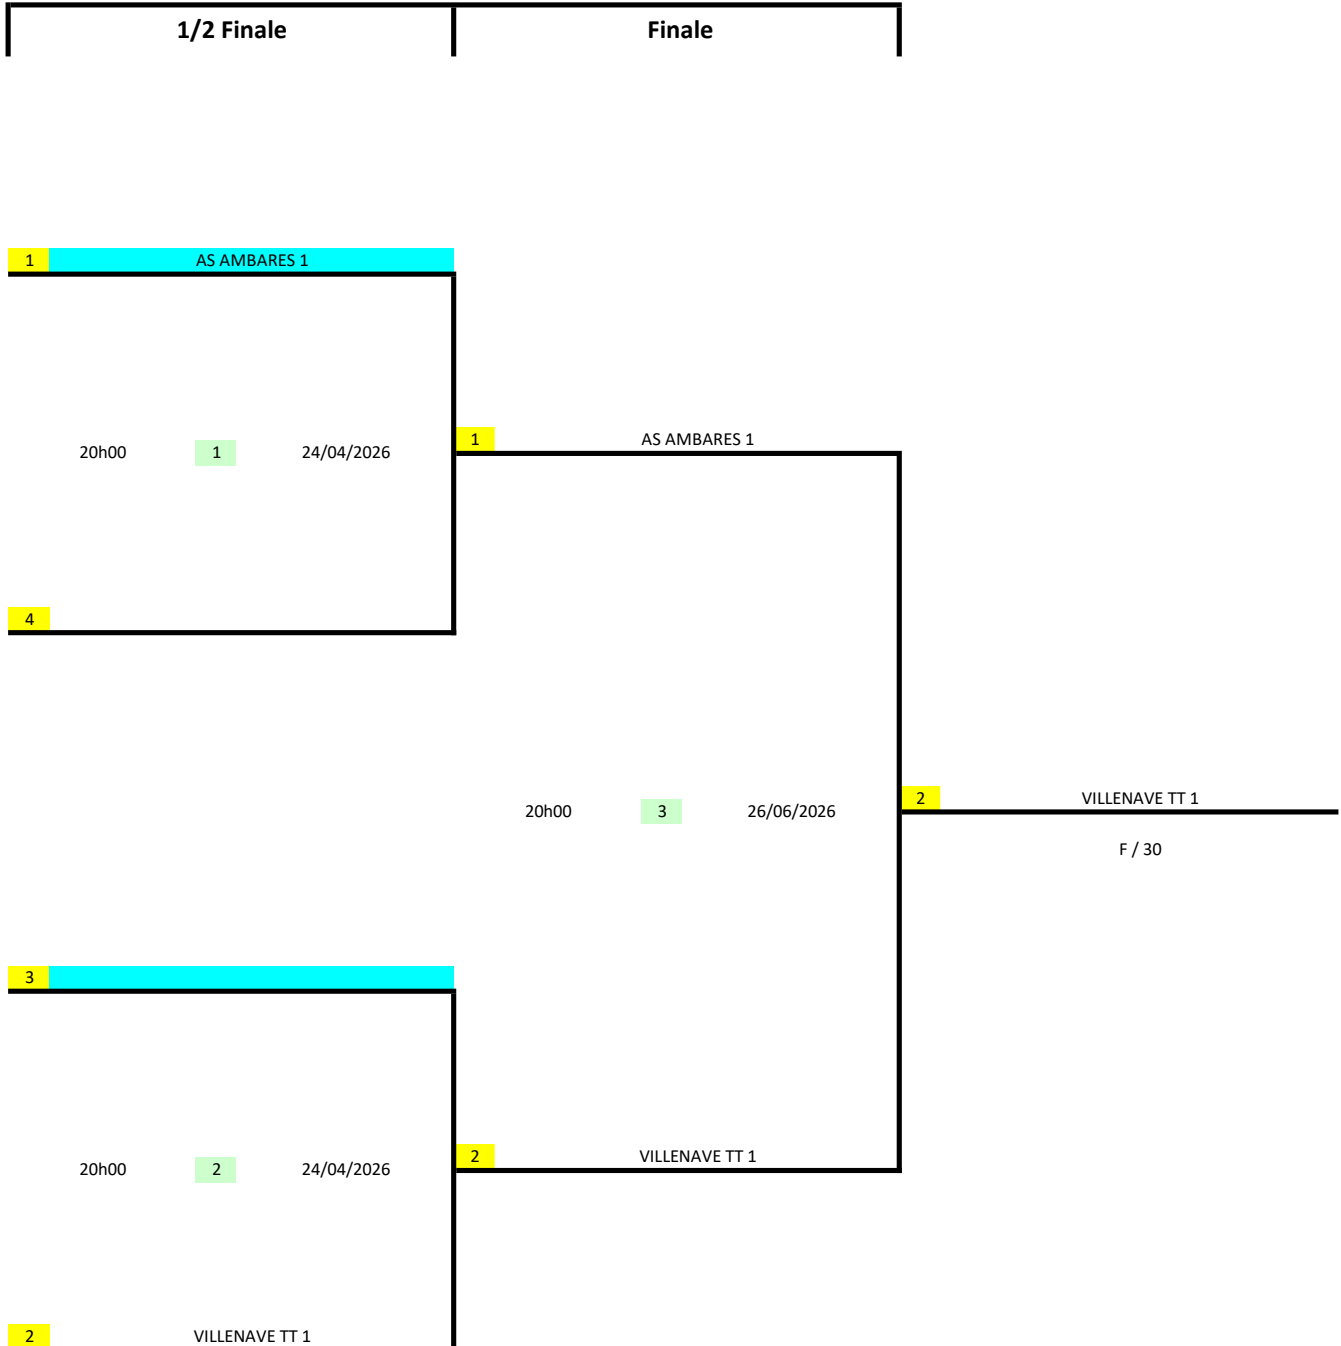 1/2 Finale Finale
1 AS AMBARES 1
1 AS AMBARES 1
20h00 1 24/04/2026
4
2 VILLENAVE TT 1
20h00 3 26/06/2026
F / 30
3
2 VILLENAVE TT 1
20h00 2 24/04/2026
2 VILLENAVE TT 1